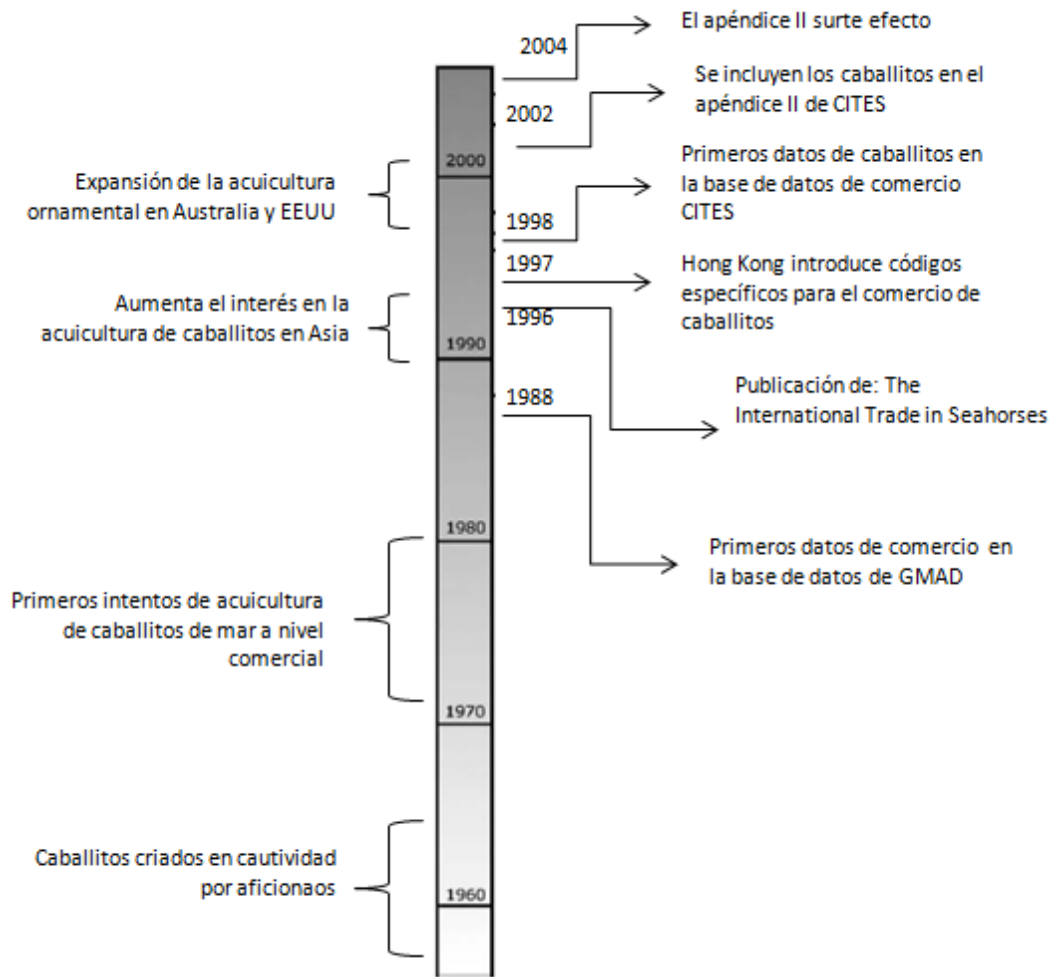 El apéndice II surte efecto
2004
Se incluyen los caballitos en el
apéndice II de CITES
2002
2000
Primeros datos de caballitos en
la base de datos de comercio
CITES
Expansión de la acuicultura
ornamental en Australia y EEUU
1998
1997
Hong Kong introduce códigos
específicos para el comercio de
caballitos
Aumenta el interés en la
acuicultura de caballitos en Asia
1996
1990
Publicación de: The
International Trade in Seahorses
1988
1980
Primeros datos de comercio en
la base de datos de GMAD
Primeros intentos de acuicultura
de caballitos de mar a nivel
comercial
1970
Caballitos criados en cautividad
por aficionaos
1960